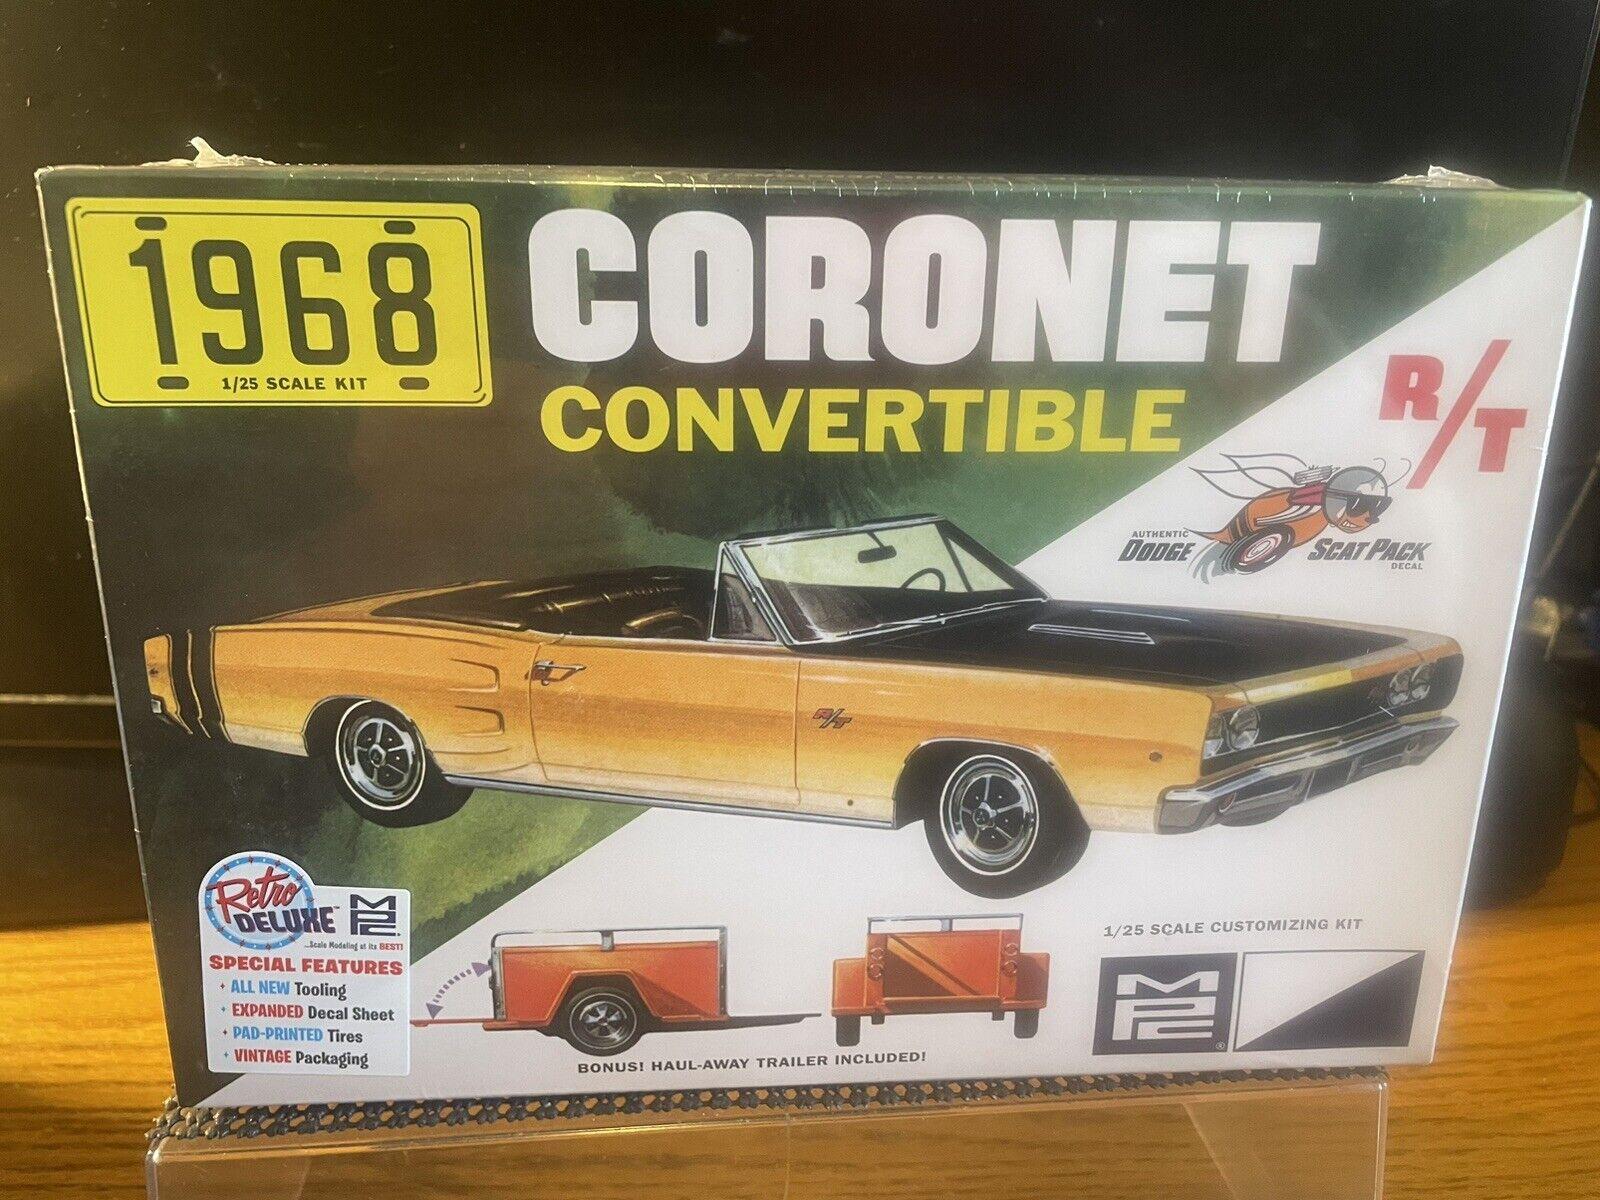 1968
1/25 SCALE KIT
CORONET
CONVERTIBLE
R/T
AUTHENTIC
DODGE SCAT PACK
DECAL
R/T
Retro
DELUXE™
MPC®
...Scale Modeling at its BEST!
SPECIAL FEATURES
• ALL NEW Tooling
• EXPANDED Decal Sheet
• PAD-PRINTED Tires
• VINTAGE Packaging
BONUS! HAUL-AWAY TRAILER INCLUDED!
1/25 SCALE CUSTOMIZING KIT
MPC®